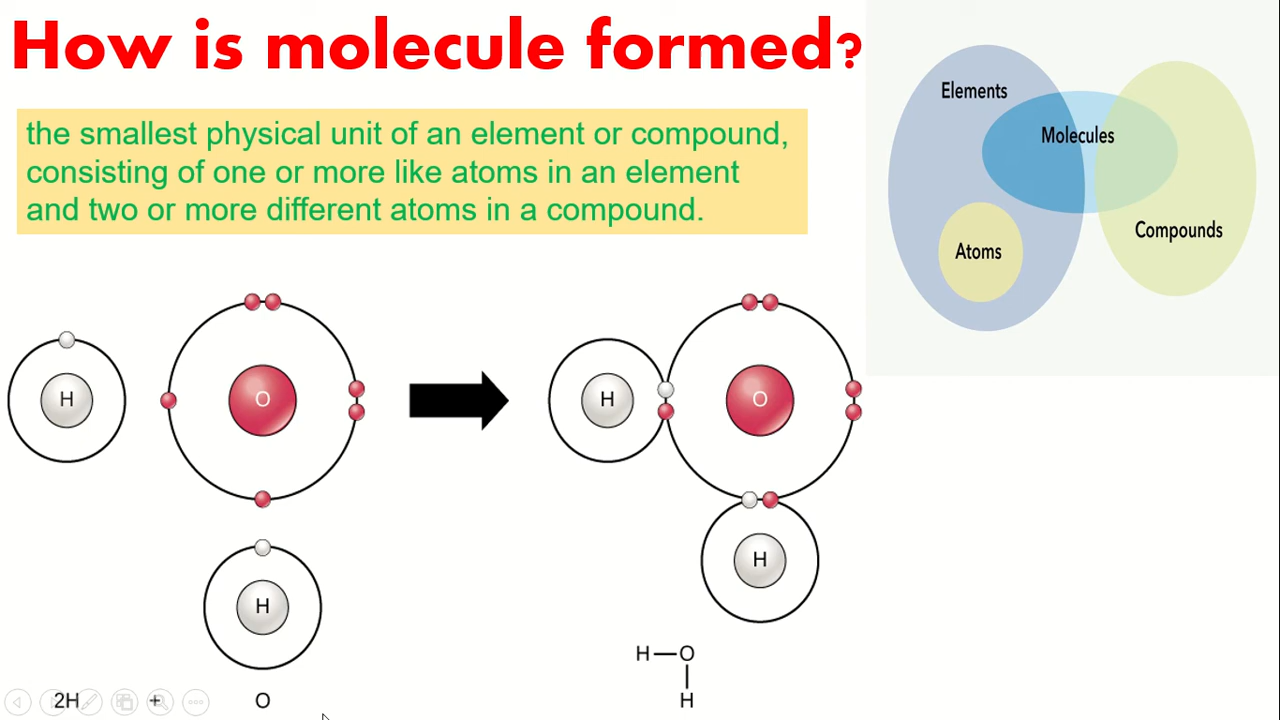 How is molecule formed?
the smallest physical unit of an element or compound,
consisting of one or more like atoms in an element
and two or more different atoms in a compound.
Elements
Molecules
Atoms
Compounds
H
O
H
H
O
H
2H + O
H—O
|
H